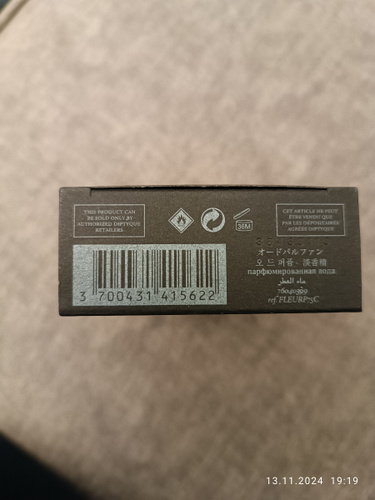 THIS PRODUCT CAN
BE SOLD ONLY BY
AUTHORIZED DIPTYQUE
RETAILERS
36M
CET ARTICLE NE PEUT
ÊTRE VENDU QUE
PAR LES DÉPOSITAIRES
AGRÉÉS DIPTYQUE
オードパルファン
오 드 퍼퓸 - 淡香精
парфюмированная вода
ماء العطر
ref. FLEURP75C
3 700431 415622
13.11.2024 19:19